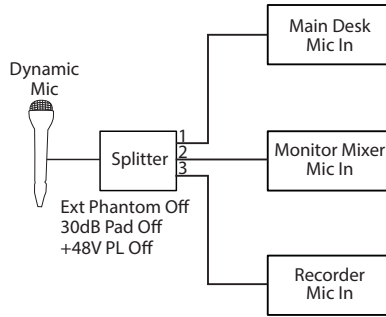 Main Desk
Mic In
Dynamic
Mic
1
2
3
Splitter
Monitor Mixer
Mic In
Ext Phantom Off
30dB Pad Off
+48V PL Off
Recorder
Mic In